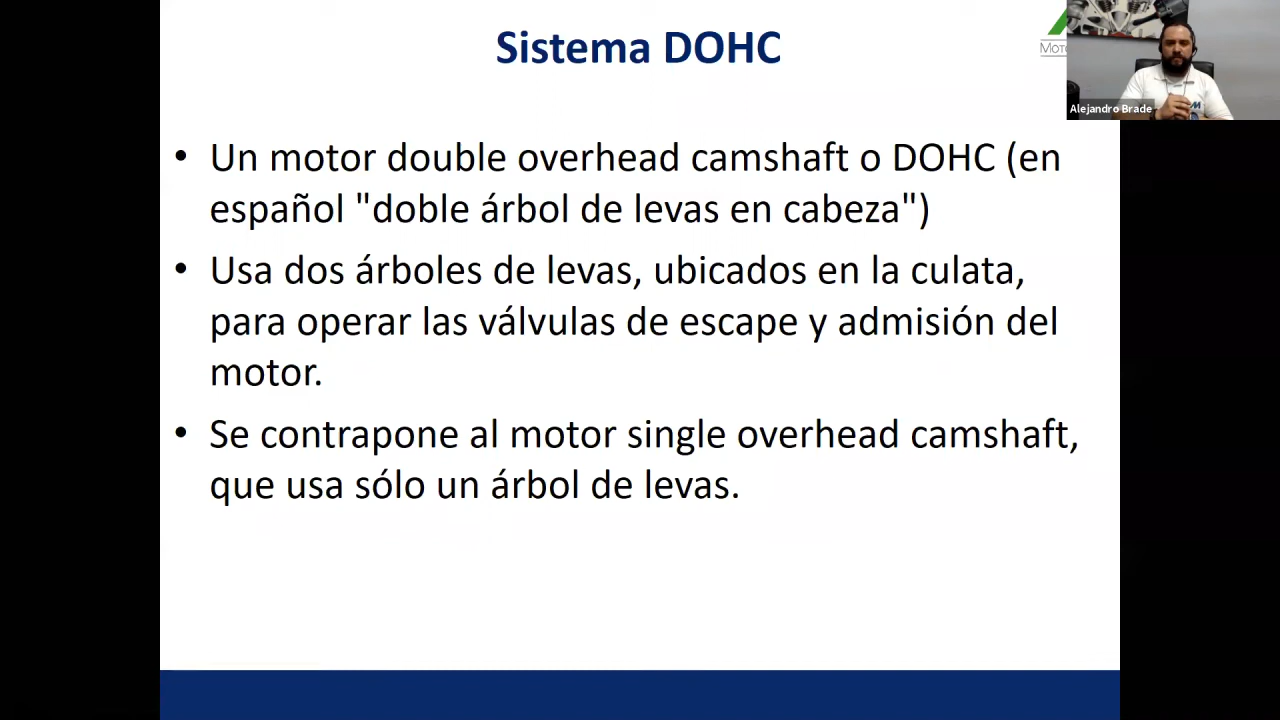 Sistema DOHC
• Un motor double overhead camshaft o DOHC (en
español "doble árbol de levas en cabeza")
• Usa dos árboles de levas, ubicados en la culata,
para operar las válvulas de escape y admisión del
motor.
• Se contrapone al motor single overhead camshaft,
que usa sólo un árbol de levas.
Alejandro Brade